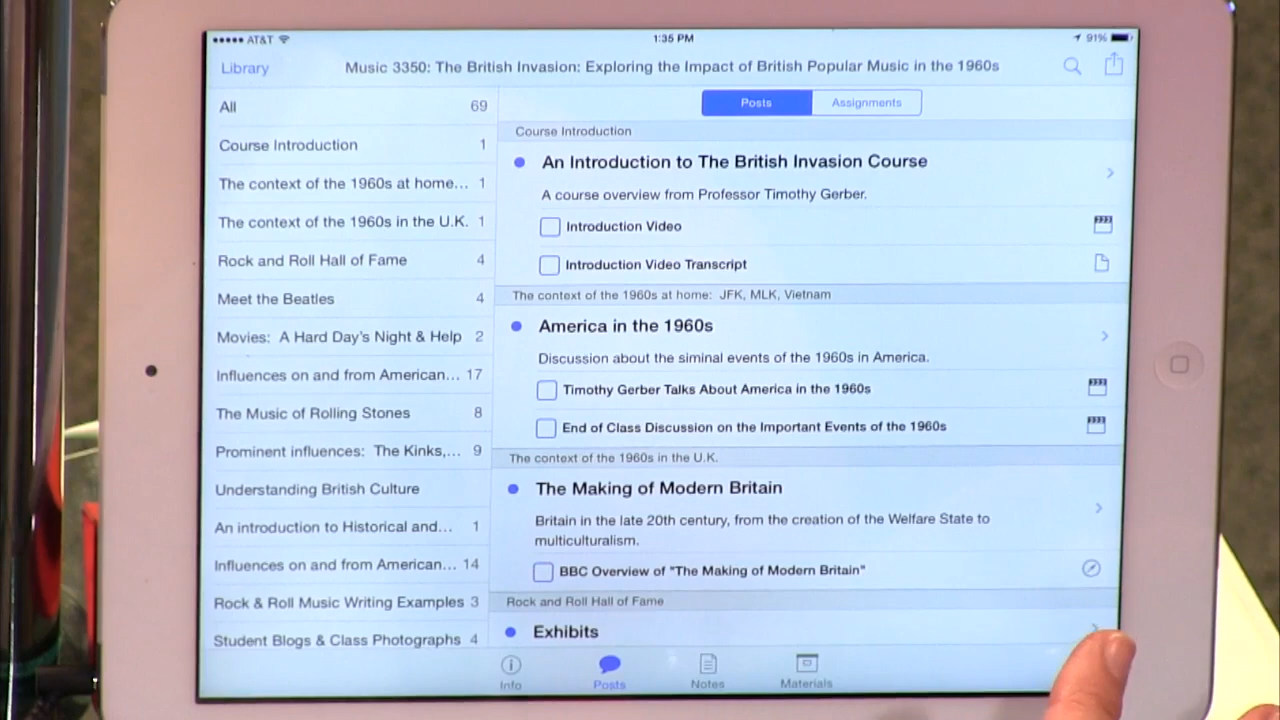 AT&T
1:35 PM
91%
Library
Music 3350: The British Invasion: Exploring the Impact of British Popular Music in the 1960s
All 69
Course Introduction 1
The context of the 1960s at home... 1
The context of the 1960s in the U.K. 1
Rock and Roll Hall of Fame 4
Meet the Beatles 4
Movies: A Hard Day's Night & Help 2
Influences on and from American... 17
The Music of Rolling Stones 8
Prominent influences: The Kinks,... 9
Understanding British Culture
An introduction to Historical and... 1
Influences on and from American... 14
Rock & Roll Music Writing Examples 3
Student Blogs & Class Photographs 4
Posts Assignments
Course Introduction
An Introduction to The British Invasion Course
A course overview from Professor Timothy Gerber.
Introduction Video
Introduction Video Transcript
The context of the 1960s at home: JFK, MLK, Vietnam
America in the 1960s
Discussion about the siminal events of the 1960s in America.
Timothy Gerber Talks About America in the 1960s
End of Class Discussion on the Important Events of the 1960s
The context of the 1960s in the U.K.
The Making of Modern Britain
Britain in the late 20th century, from the creation of the Welfare State to
multiculturalism.
BBC Overview of "The Making of Modern Britain"
Rock and Roll Hall of Fame
Exhibits
Info Posts Notes Materials